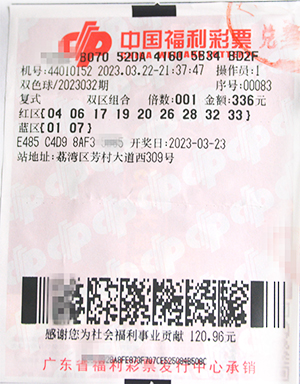 中国福利彩票
8070 520A 4160 5B34 BD2F
机号:44010152 2023.03.22-21:37:47 操作员:1
双色球/2023032期 序号:00083
复式 双区组合 倍数:001 金额:336元
红区[04 06 17 19 20 26 28 32 33]
蓝区[01 07]
E485 C4D9 8AF3 5 开奖日:2023-03-23
站地址:荔湾区芳村大道西309号
感谢您为社会福利事业贡献 120.96元
广东省福利彩票发行中心承销